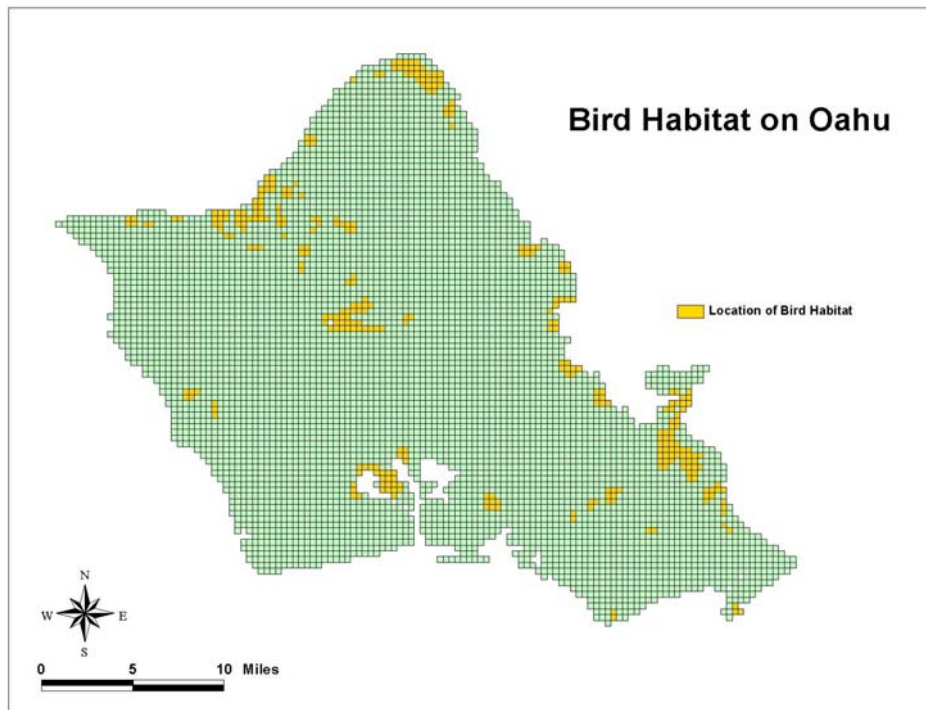 Bird Habitat on Oahu
Location of Bird Habitat
N
W E
S
0 5 10 Miles